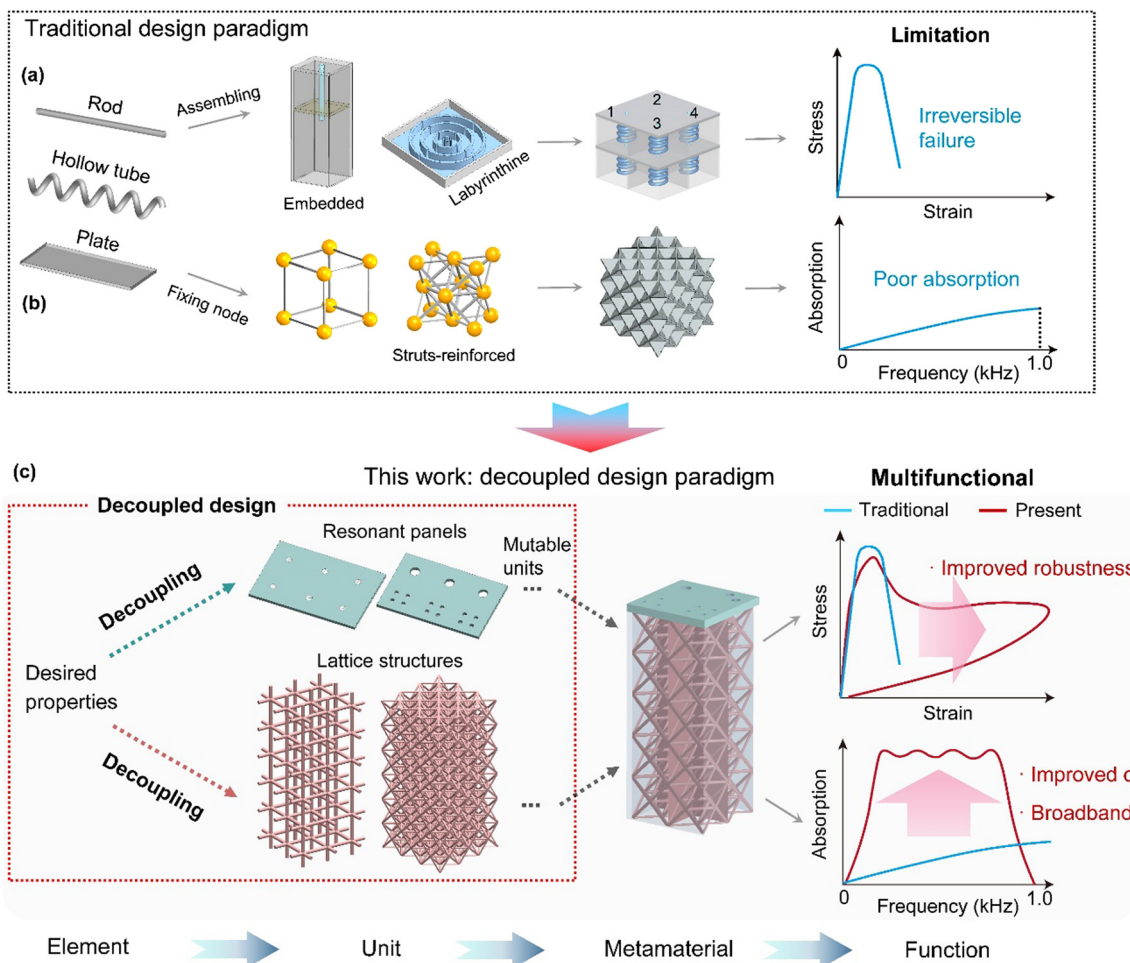 Traditional design paradigm
Limitation
(a)
Rod
Assembling
Hollow tube
Embedded
Labyrinthine
1
2
3
4
Stress
Irreversible
failure
Strain
Plate
(b)
Fixing node
Struts-reinforced
Absorption
Poor absorption
0
1.0
Frequency (kHz)
(c)
This work: decoupled design paradigm
Multifunctional
Decoupled design
Traditional
Present
Resonant panels
Mutable
units
...
Decoupling
Desired
properties
Decoupling
Lattice structures
...
Stress
· Improved robustness
Strain
Absorption
· Improved
· Broadband
0
1.0
Frequency (kHz)
Element
Unit
Metamaterial
Function